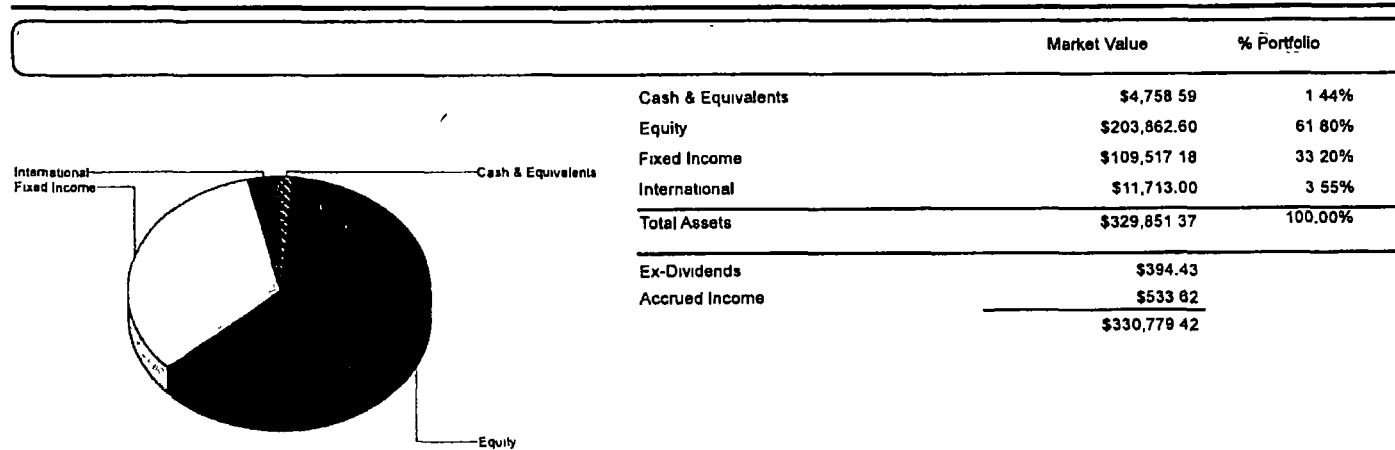 Market Value % Portfolio
Cash & Equivalents $4,758 59 1 44%
Equity $203,862.60 61 80%
Fixed Income $109,517 18 33 20%
International $11,713.00 3 55%
Total Assets $329,851 37 100.00%
Ex-Dividends $394.43
Accrued Income $533 62
$330,779 42
International
Fixed Income
Cash & Equivalents
Equity